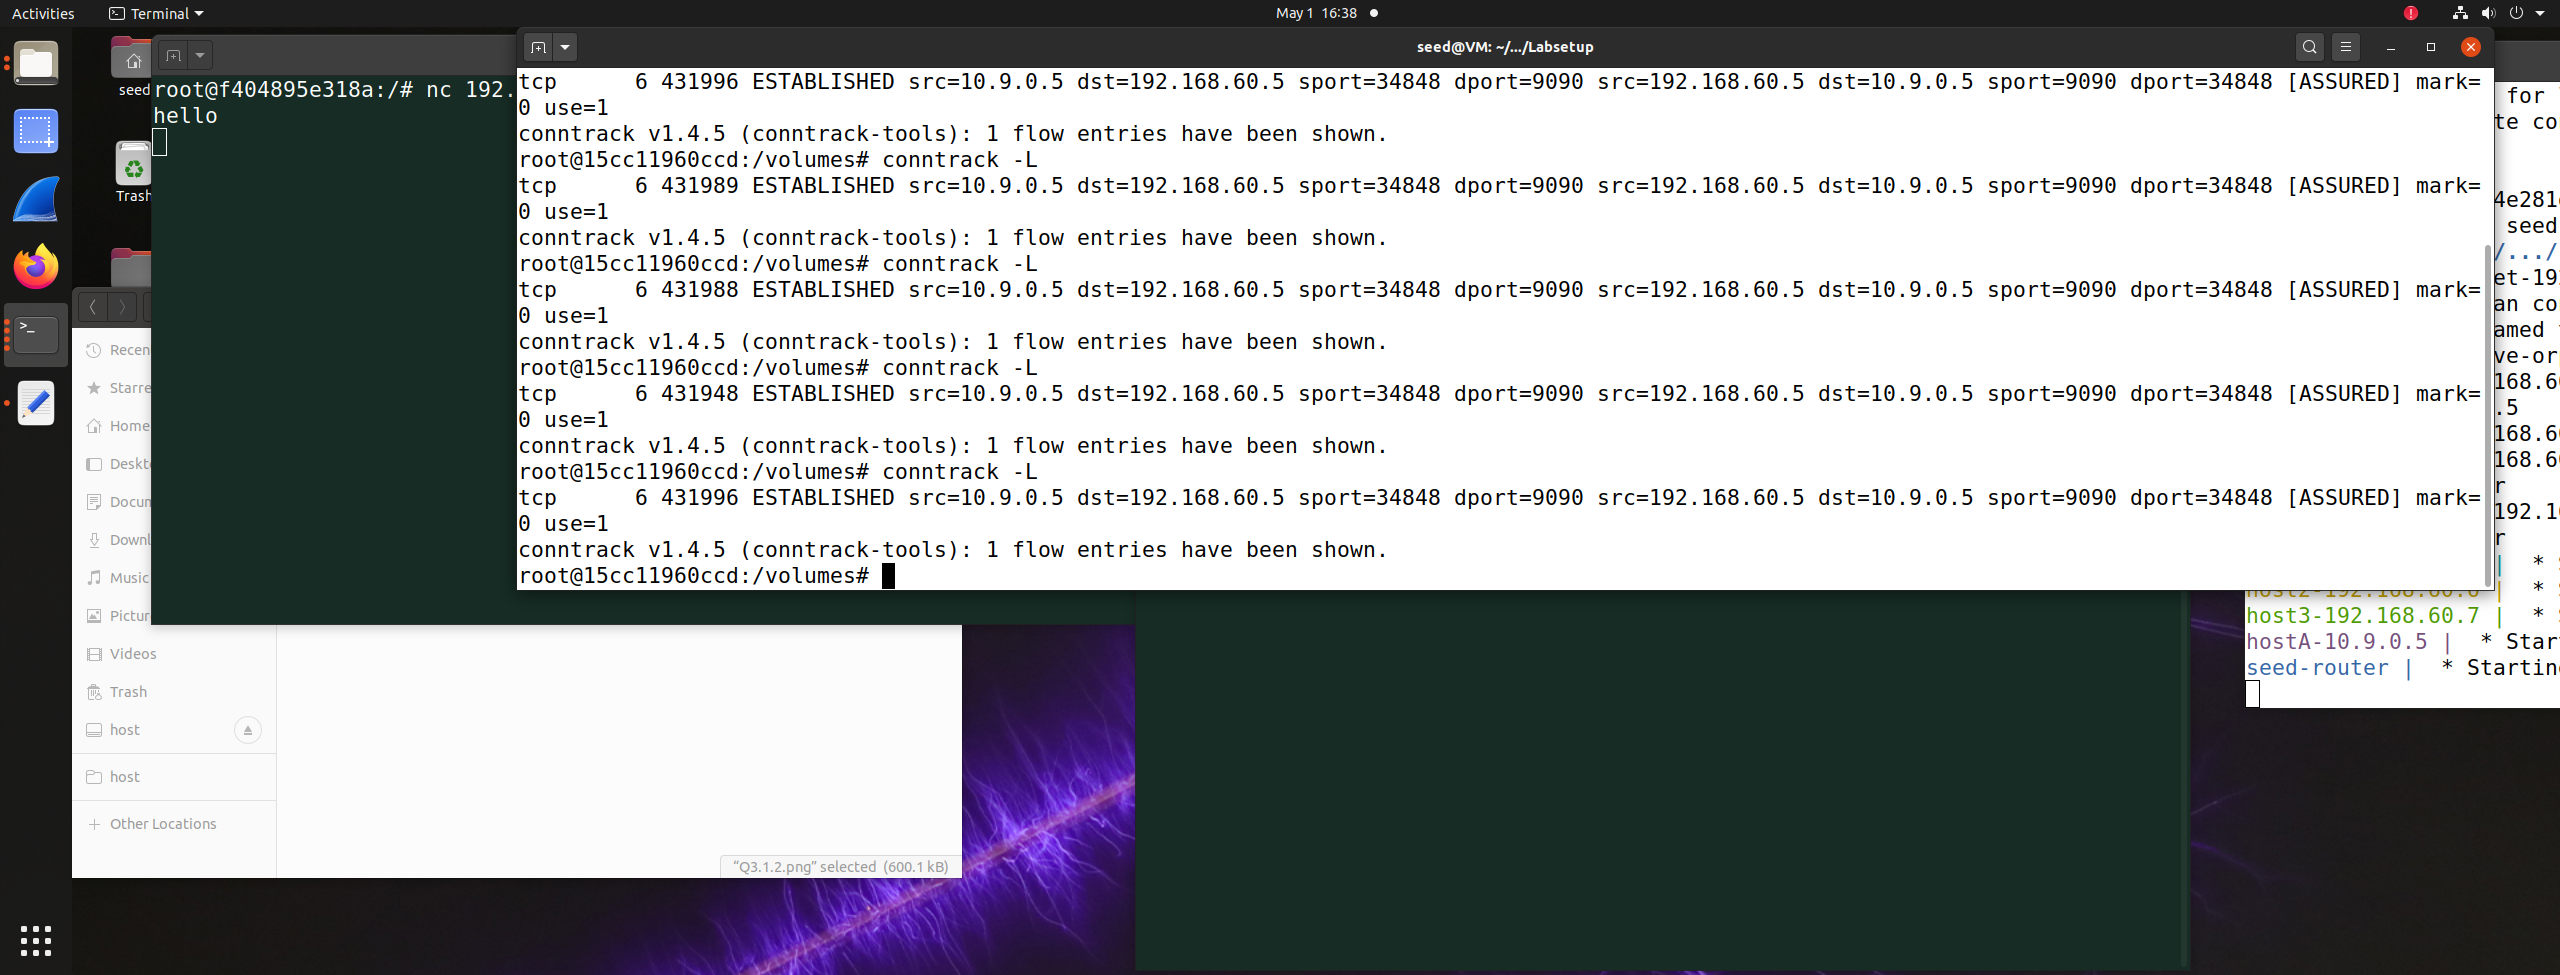 Activities
Terminal
May 1 16:38
seed@VM: ~/.../Labsetup
seed
Trash
root@f404895e318a:/# nc 192.
hello
tcp      6 431996 ESTABLISHED src=10.9.0.5 dst=192.168.60.5 sport=34848 dport=9090 src=192.168.60.5 dst=10.9.0.5 sport=9090 dport=34848 [ASSURED] mark=
0 use=1
conntrack v1.4.5 (conntrack-tools): 1 flow entries have been shown.
root@15cc11960ccd:/volumes# conntrack -L
tcp      6 431989 ESTABLISHED src=10.9.0.5 dst=192.168.60.5 sport=34848 dport=9090 src=192.168.60.5 dst=10.9.0.5 sport=9090 dport=34848 [ASSURED] mark=
0 use=1
conntrack v1.4.5 (conntrack-tools): 1 flow entries have been shown.
root@15cc11960ccd:/volumes# conntrack -L
tcp      6 431988 ESTABLISHED src=10.9.0.5 dst=192.168.60.5 sport=34848 dport=9090 src=192.168.60.5 dst=10.9.0.5 sport=9090 dport=34848 [ASSURED] mark=
0 use=1
conntrack v1.4.5 (conntrack-tools): 1 flow entries have been shown.
root@15cc11960ccd:/volumes# conntrack -L
tcp      6 431948 ESTABLISHED src=10.9.0.5 dst=192.168.60.5 sport=34848 dport=9090 src=192.168.60.5 dst=10.9.0.5 sport=9090 dport=34848 [ASSURED] mark=
0 use=1
conntrack v1.4.5 (conntrack-tools): 1 flow entries have been shown.
root@15cc11960ccd:/volumes# conntrack -L
tcp      6 431996 ESTABLISHED src=10.9.0.5 dst=192.168.60.5 sport=34848 dport=9090 src=192.168.60.5 dst=10.9.0.5 sport=9090 dport=34848 [ASSURED] mark=
0 use=1
conntrack v1.4.5 (conntrack-tools): 1 flow entries have been shown.
root@15cc11960ccd:/volumes#
Recen
Starre
Home
Deskt
Docum
Downl
Music
Pictur
Videos
Trash
host
host
Other Locations
"Q3.1.2.png" selected (600.1 kB)
for
te co
4e281
seed
/.../
et-19
an co
amed
ve-or
168.6
.5
168.6
168.6
r
192.1
r
| *
host2-192.168.60.6 | *
host3-192.168.60.7 | *
hostA-10.9.0.5 | * Star
seed-router | * Startin